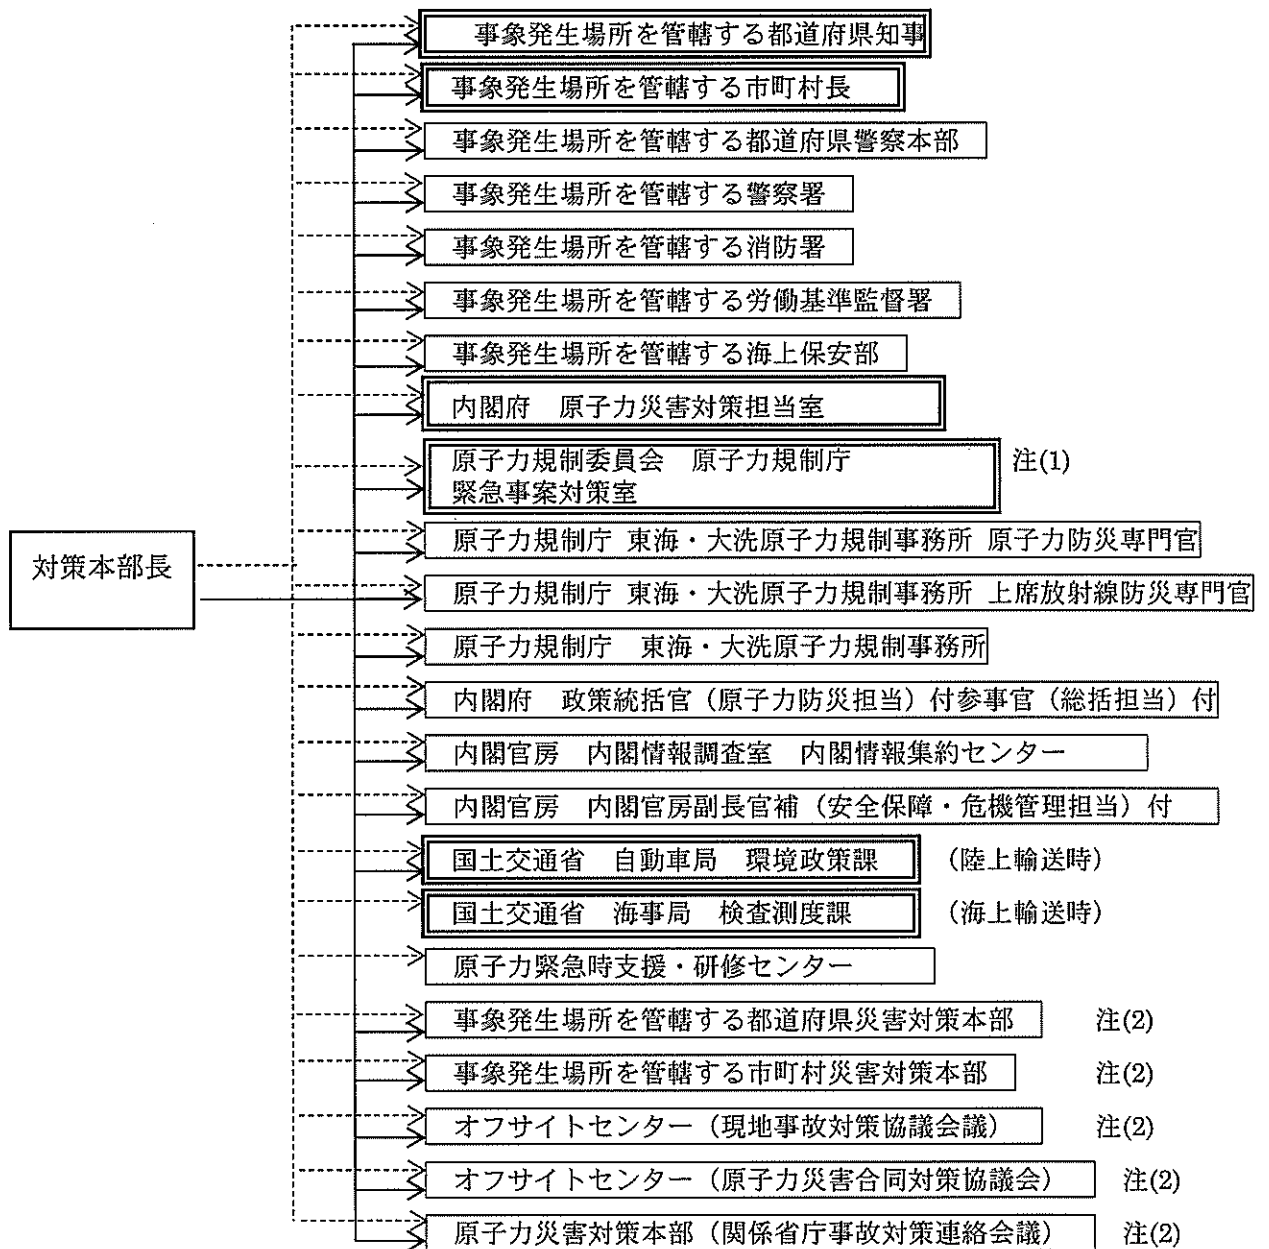 事象発生場所を管轄する都道府県知事
事象発生場所を管轄する市町村長
事象発生場所を管轄する都道府県警察本部
事象発生場所を管轄する警察署
事象発生場所を管轄する消防署
事象発生場所を管轄する労働基準監督署
事象発生場所を管轄する海上保安部
内閣府　原子力災害対策担当室
原子力規制委員会　原子力規制庁　注(1)
緊急事案対策室
原子力規制庁 東海・大洗原子力規制事務所 原子力防災専門官
対策本部長
原子力規制庁 東海・大洗原子力規制事務所 上席放射線防災専門官
原子力規制庁　東海・大洗原子力規制事務所
内閣府　政策統括官（原子力防災担当）付参事官（総括担当）付
内閣官房　内閣情報調査室　内閣情報集約センター
内閣官房　内閣官房副長官補（安全保障・危機管理担当）付
国土交通省　自動車局　環境政策課　（陸上輸送時）
国土交通省　海事局　検査測度課　（海上輸送時）
原子力緊急時支援・研修センター
事象発生場所を管轄する都道府県災害対策本部　注(2)
事象発生場所を管轄する市町村災害対策本部　注(2)
オフサイトセンター（現地事故対策協議会議）　注(2)
オフサイトセンター（原子力災害合同対策協議会）　注(2)
原子力災害対策本部（関係省庁事故対策連絡会議）　注(2)